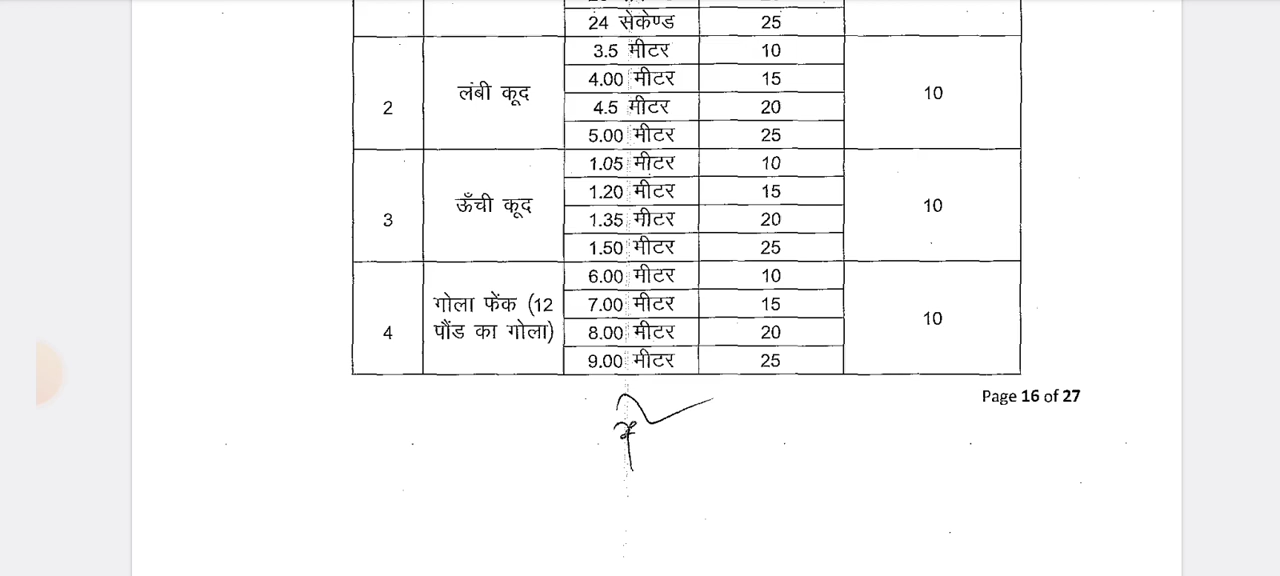 24 सेकेण्ड 25
3.5 मीटर 10
4.00 मीटर 15
2 लंबी कूद 10
4.5 मीटर 20
5.00 मीटर 25
1.05 मीटर 10
1.20 मीटर 15
3 ऊँची कूद 10
1.35 मीटर 20
1.50 मीटर 25
6.00 मीटर 10
गोला फेंक (12 7.00 मीटर 15
10
4 पौंड का गोला) 8.00 मीटर 20
9.00 मीटर 25
Page 16 of 27